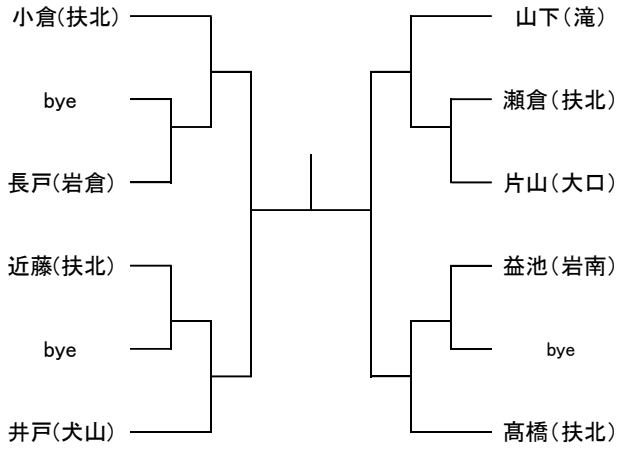 小倉(扶北)
bye
長戸(岩倉)
近藤(扶北)
bye
井戸(犬山)
山下(滝)
瀬倉(扶北)
片山(大口)
益池(岩南)
bye
髙橋(扶北)